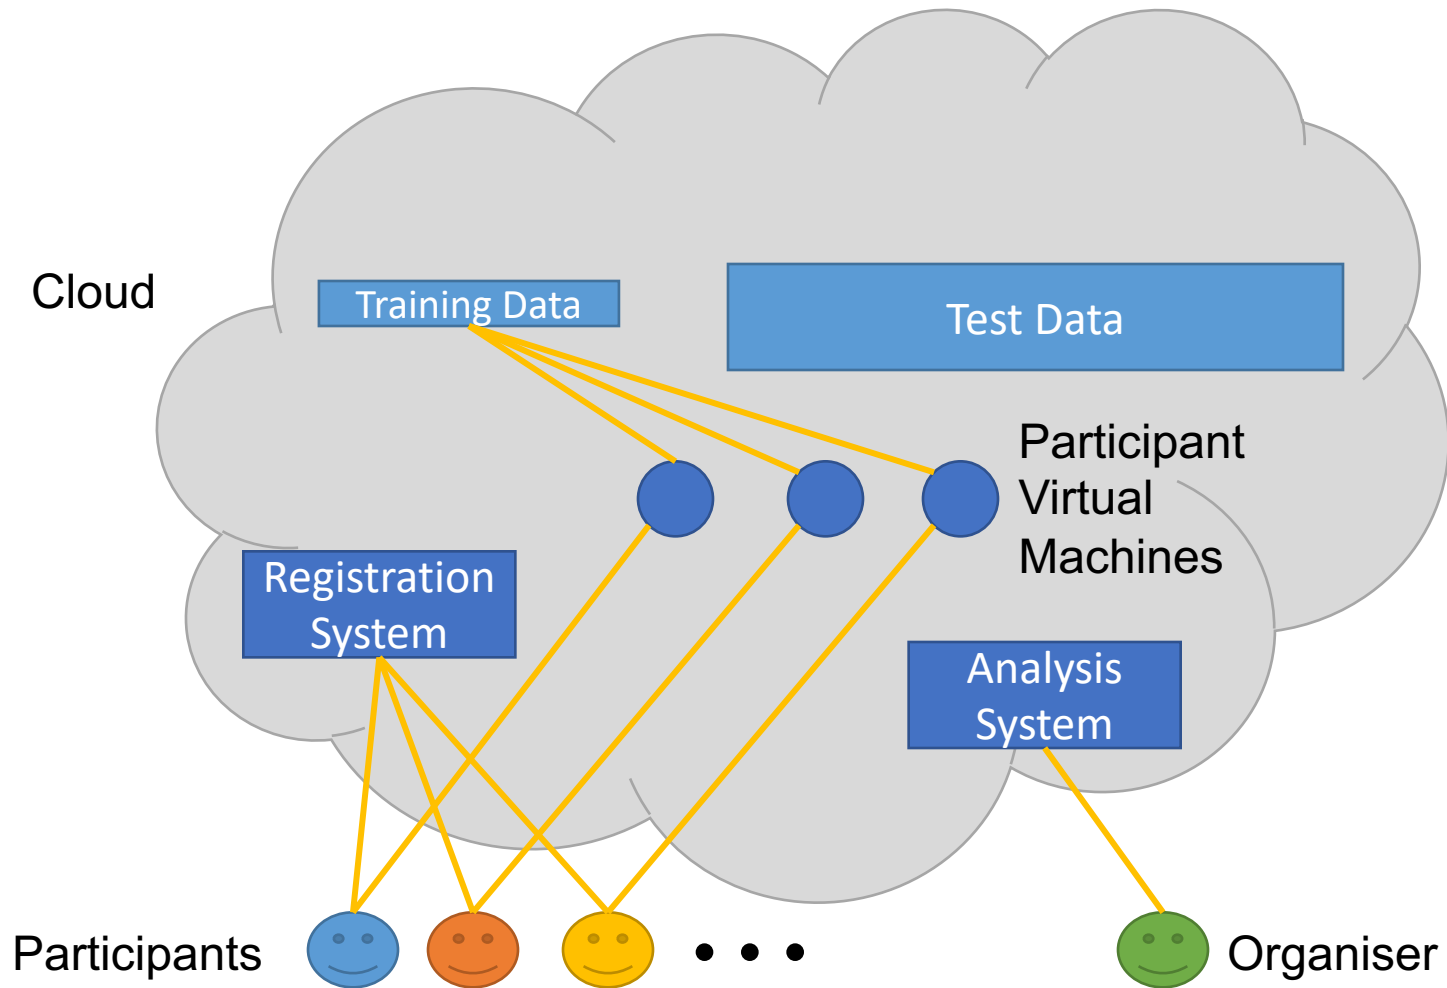 Cloud
Training Data
Test Data
Participant
Virtual
Machines
Registration
System
Analysis
System
Participants
• • •
Organiser